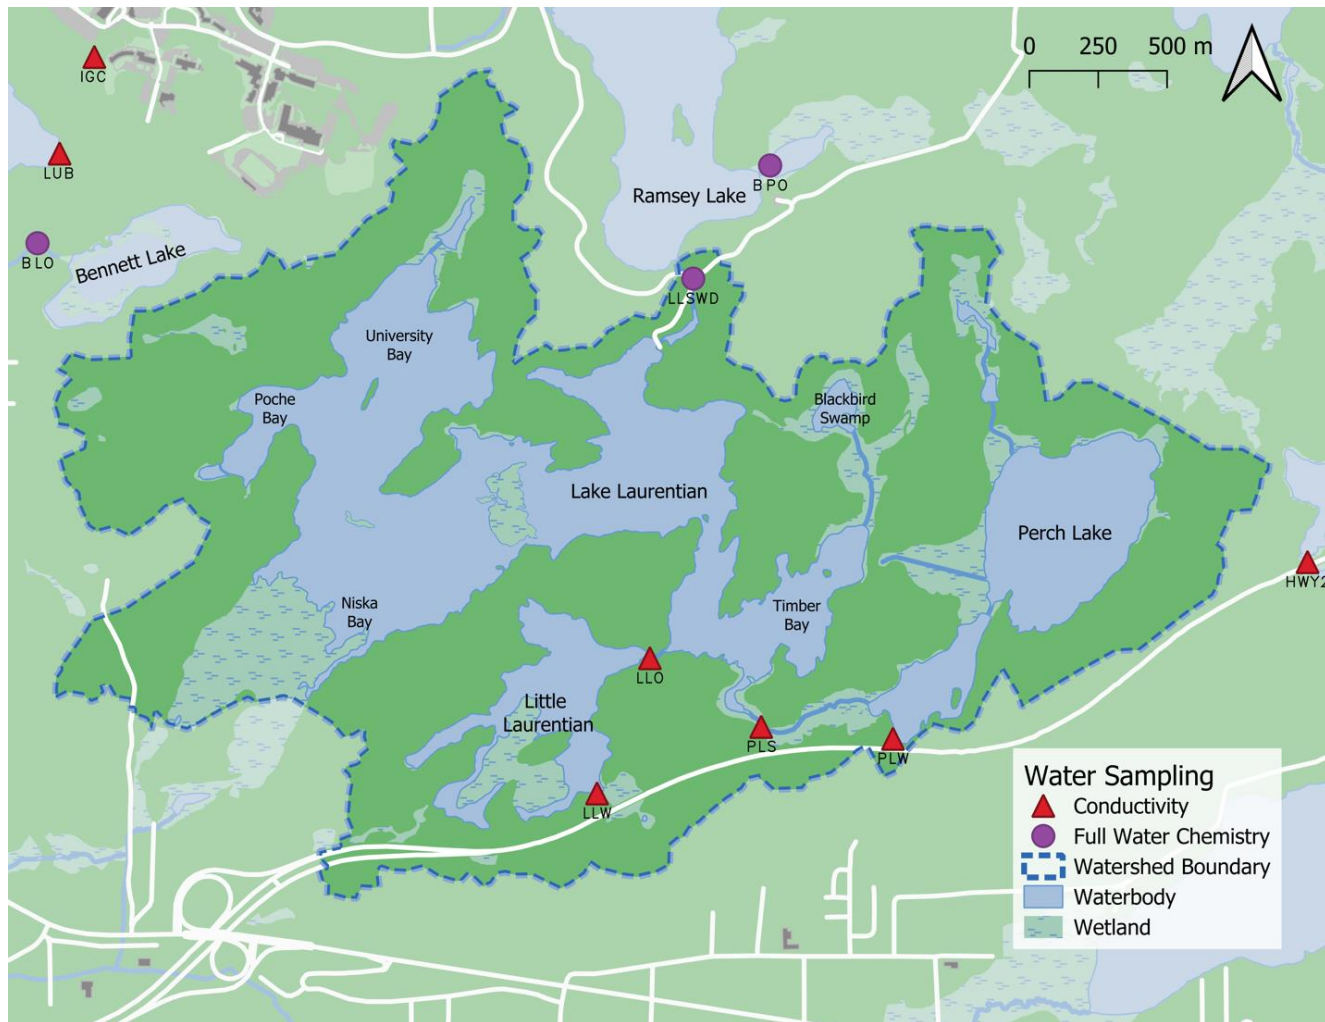 0 250 500 m
IGC
LUB
BPO
Ramsey Lake
BLO
Bennett Lake
LLSWD
University
Bay
Poche
Bay
Blackbird
Swamp
Lake Laurentian
Perch Lake
HWY2
Niska
Bay
Timber
Bay
LLO
Little
Laurentian
PLS
PLW
LLW
Water Sampling
Conductivity
Full Water Chemistry
Watershed Boundary
Waterbody
Wetland